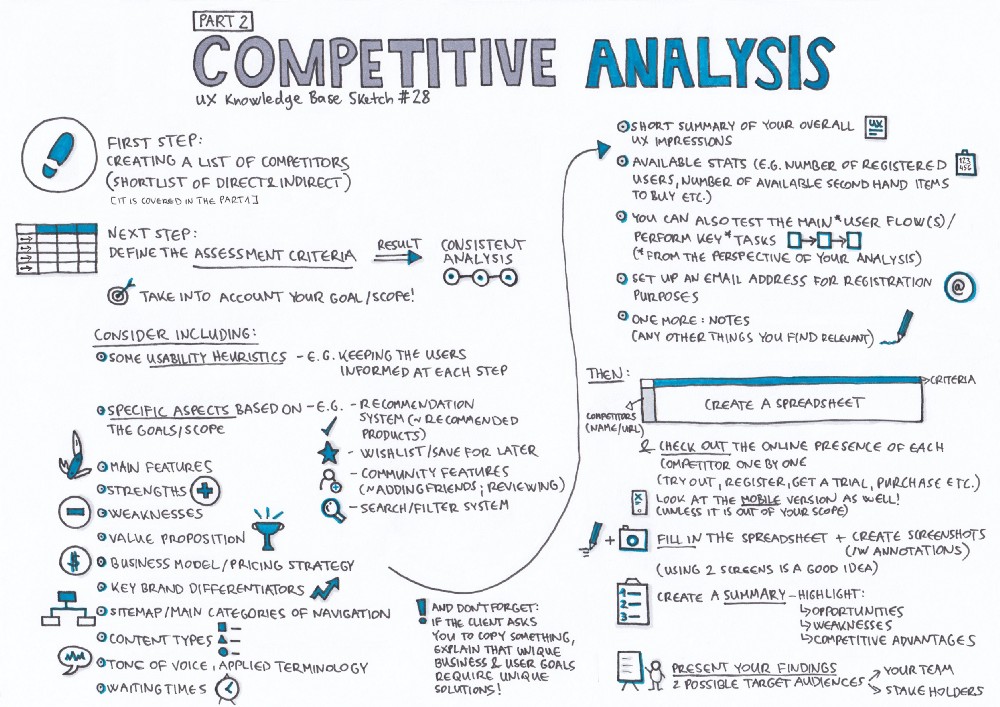 PART 2
COMPETITIVE ANALYSIS
UX Knowledge Base Sketch #28
FIRST STEP:
CREATING A LIST OF COMPETITORS
(SHORTLIST OF DIRECT & INDIRECT)
[IT IS COVERED IN THE PART 1]
NEXT STEP:
DEFINE THE ASSESSMENT CRITERIA
RESULT
CONSISTENT
ANALYSIS
TAKE INTO ACCOUNT YOUR GOAL/SCOPE!
CONSIDER INCLUDING:
SOME USABILITY HEURISTICS - E.G. KEEPING THE USERS
INFORMED AT EACH STEP
SPECIFIC ASPECTS BASED ON
THE GOALS/SCOPE
- E.G. - RECOMMENDATION
SYSTEM (~ RECOMMENDED
PRODUCTS)
- WISHLIST/SAVE FOR LATER
- COMMUNITY FEATURES
(~ADDING FRIENDS; REVIEWING)
- SEARCH/FILTER SYSTEM
MAIN FEATURES
STRENGTHS
WEAKNESSES
VALUE PROPOSITION
$
BUSINESS MODEL/PRICING STRATEGY
KEY BRAND DIFFERENTIATORS
SITEMAP/MAIN CATEGORIES OF NAVIGATION
CONTENT TYPES
TONE OF VOICE, APPLIED TERMINOLOGY
WAITING TIMES
! AND DON'T FORGET:
IF THE CLIENT ASKS
YOU TO COPY SOMETHING,
EXPLAIN THAT UNIQUE
BUSINESS & USER GOALS
REQUIRE UNIQUE
SOLUTIONS!
SHORT SUMMARY OF YOUR OVERALL
UX IMPRESSIONS
UX
AVAILABLE STATS (E.G. NUMBER OF REGISTERED
USERS, NUMBER OF AVAILABLE SECOND HAND ITEMS
TO BUY ETC.)
123
456
YOU CAN ALSO TEST THE MAIN* USER FLOW(S)/
PERFORM KEY* TASKS
(*FROM THE PERSPECTIVE OF YOUR ANALYSIS)
SET UP AN EMAIL ADDRESS FOR REGISTRATION
PURPOSES
@
ONE MORE: NOTES
(ANY OTHER THINGS YOU FIND RELEVANT)
THEN:
CRITERIA
CREATE A SPREADSHEET
COMPETITORS
(NAME/URL)
& CHECK OUT THE ONLINE PRESENCE OF EACH
COMPETITOR ONE BY ONE
(TRY OUT, REGISTER, GET A TRIAL, PURCHASE ETC.)
LOOK AT THE MOBILE VERSION AS WELL!
(UNLESS IT IS OUT OF YOUR SCOPE)
+ FILL IN THE SPREADSHEET + CREATE SCREENSHOTS
(/W ANNOTATIONS)
(USING 2 SCREENS IS A GOOD IDEA)
1
2
3
CREATE A SUMMARY - HIGHLIGHT:
OPPORTUNITIES
WEAKNESSES
COMPETITIVE ADVANTAGES
PRESENT YOUR FINDINGS
2 POSSIBLE TARGET AUDIENCES
YOUR TEAM
STAKEHOLDERS